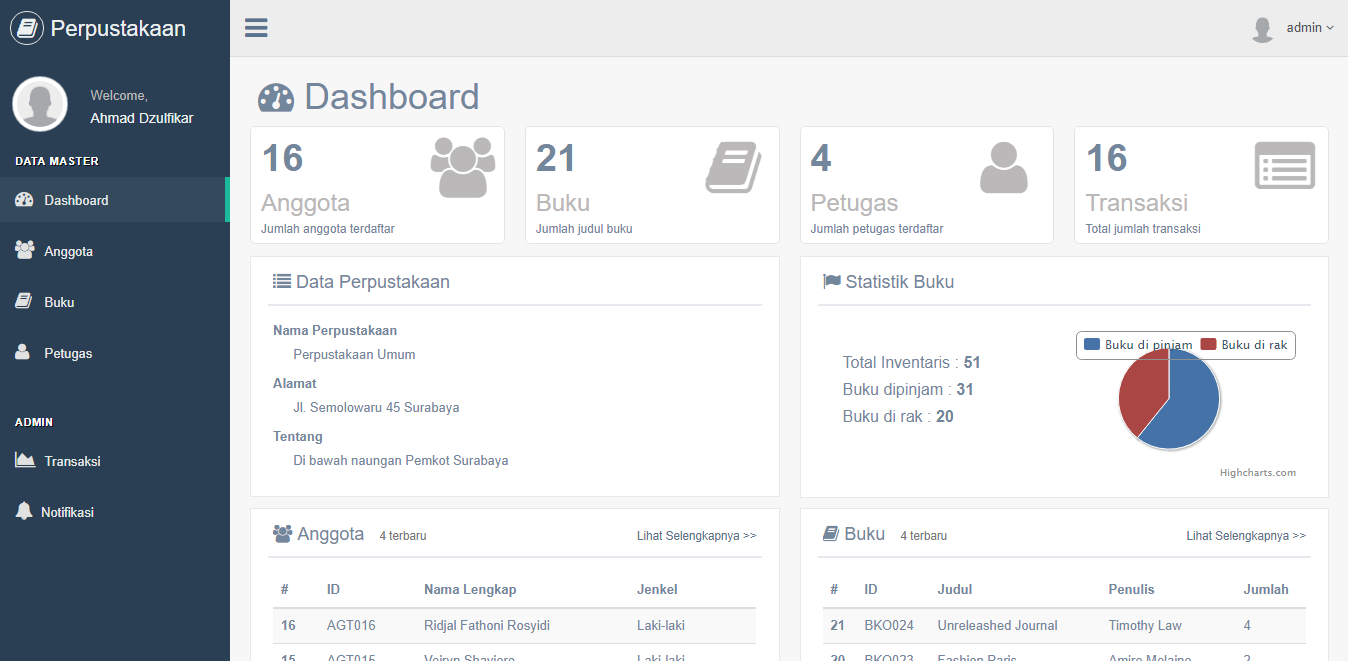 Perpustakaan
admin
Welcome,
Ahmad Dzulfikar
DATA MASTER
Dashboard
Anggota
Buku
Petugas
ADMIN
Transaksi
Notifikasi
Dashboard
16
Anggota
Jumlah anggota terdaftar
21
Buku
Jumlah judul buku
4
Petugas
Jumlah petugas terdaftar
16
Transaksi
Total jumlah transaksi
Data Perpustakaan
Nama Perpustakaan
Perpustakaan Umum
Alamat
Jl. Semolowaru 45 Surabaya
Tentang
Di bawah naungan Pemkot Surabaya
Statistik Buku
Total Inventaris : 51
Buku dipinjam : 31
Buku di rak : 20
Buku di pinjam Buku di rak
Highcharts.com
Anggota 4 terbaru Lihat Selengkapnya >>
# ID Nama Lengkap Jenkel
16 AGT016 Ridjal Fathoni Rosyidi Laki-laki
15 AGT015 Laki-laki
Buku 4 terbaru Lihat Selengkapnya >>
# ID Judul Penulis Jumlah
21 BKO024 Unreleashed Journal Timothy Law 4
20 BKO023 Fashion Paris 2